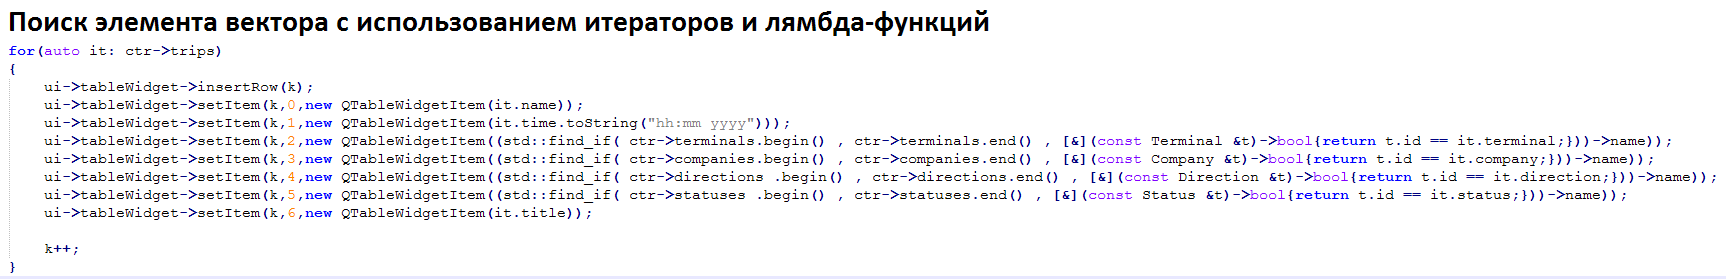 Поиск элемента вектора с использованием итераторов и лямбда-функций
for(auto it: ctr->trips)
{
    ui->tableWidget->insertRow(k);
    ui->tableWidget->setItem(k,0,new QTableWidgetItem(it.name));
    ui->tableWidget->setItem(k,1,new QTableWidgetItem(it.time.toString("hh:mm yyyy")));
    ui->tableWidget->setItem(k,2,new QTableWidgetItem((std::find_if( ctr->terminals.begin() , ctr->terminals.end() , [&](const Terminal &t)->bool{return t.id == it.terminal;}))->name));
    ui->tableWidget->setItem(k,3,new QTableWidgetItem((std::find_if( ctr->companies.begin() , ctr->companies.end() , [&](const Company &t)->bool{return t.id == it.company;}))->name));
    ui->tableWidget->setItem(k,4,new QTableWidgetItem((std::find_if( ctr->directions .begin() , ctr->directions.end() , [&](const Direction &t)->bool{return t.id == it.direction;}))->name));
    ui->tableWidget->setItem(k,5,new QTableWidgetItem((std::find_if( ctr->statuses .begin() , ctr->statuses.end() , [&](const Status &t)->bool{return t.id == it.status;}))->name));
    ui->tableWidget->setItem(k,6,new QTableWidgetItem(it.title));
    k++;
}